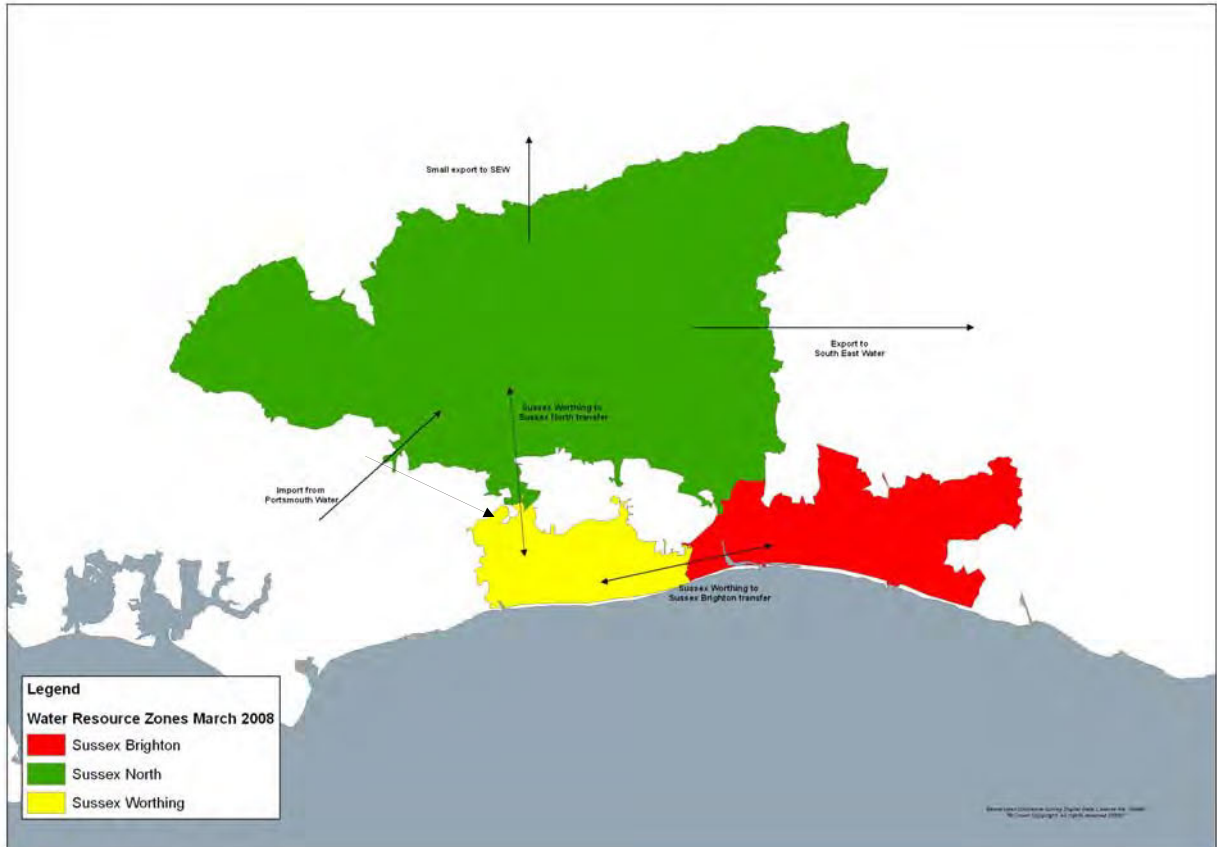 Small export to SEW
Export to
South East Water
Sussex Worthing to
Sussex North transfer
Import from
Portsmouth Water
Sussex Worthing to
Sussex Brighton transfer
Legend
Water Resource Zones March 2008
Sussex Brighton
Sussex North
Sussex Worthing